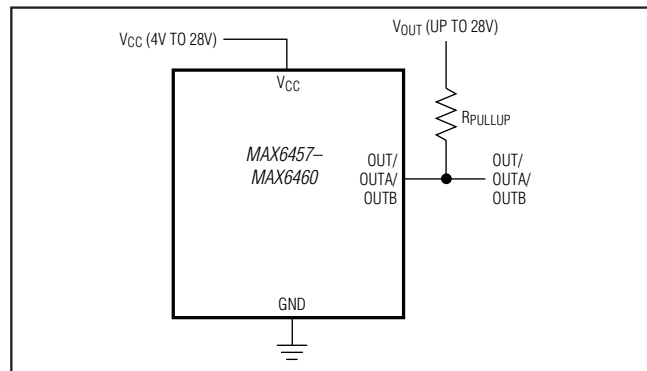 VCC (4V TO 28V)
VOUT (UP TO 28V)
VCC
RPULLUP
MAX6457–
MAX6460
OUT/
OUTA/
OUTB
OUT/
OUTA/
OUTB
GND